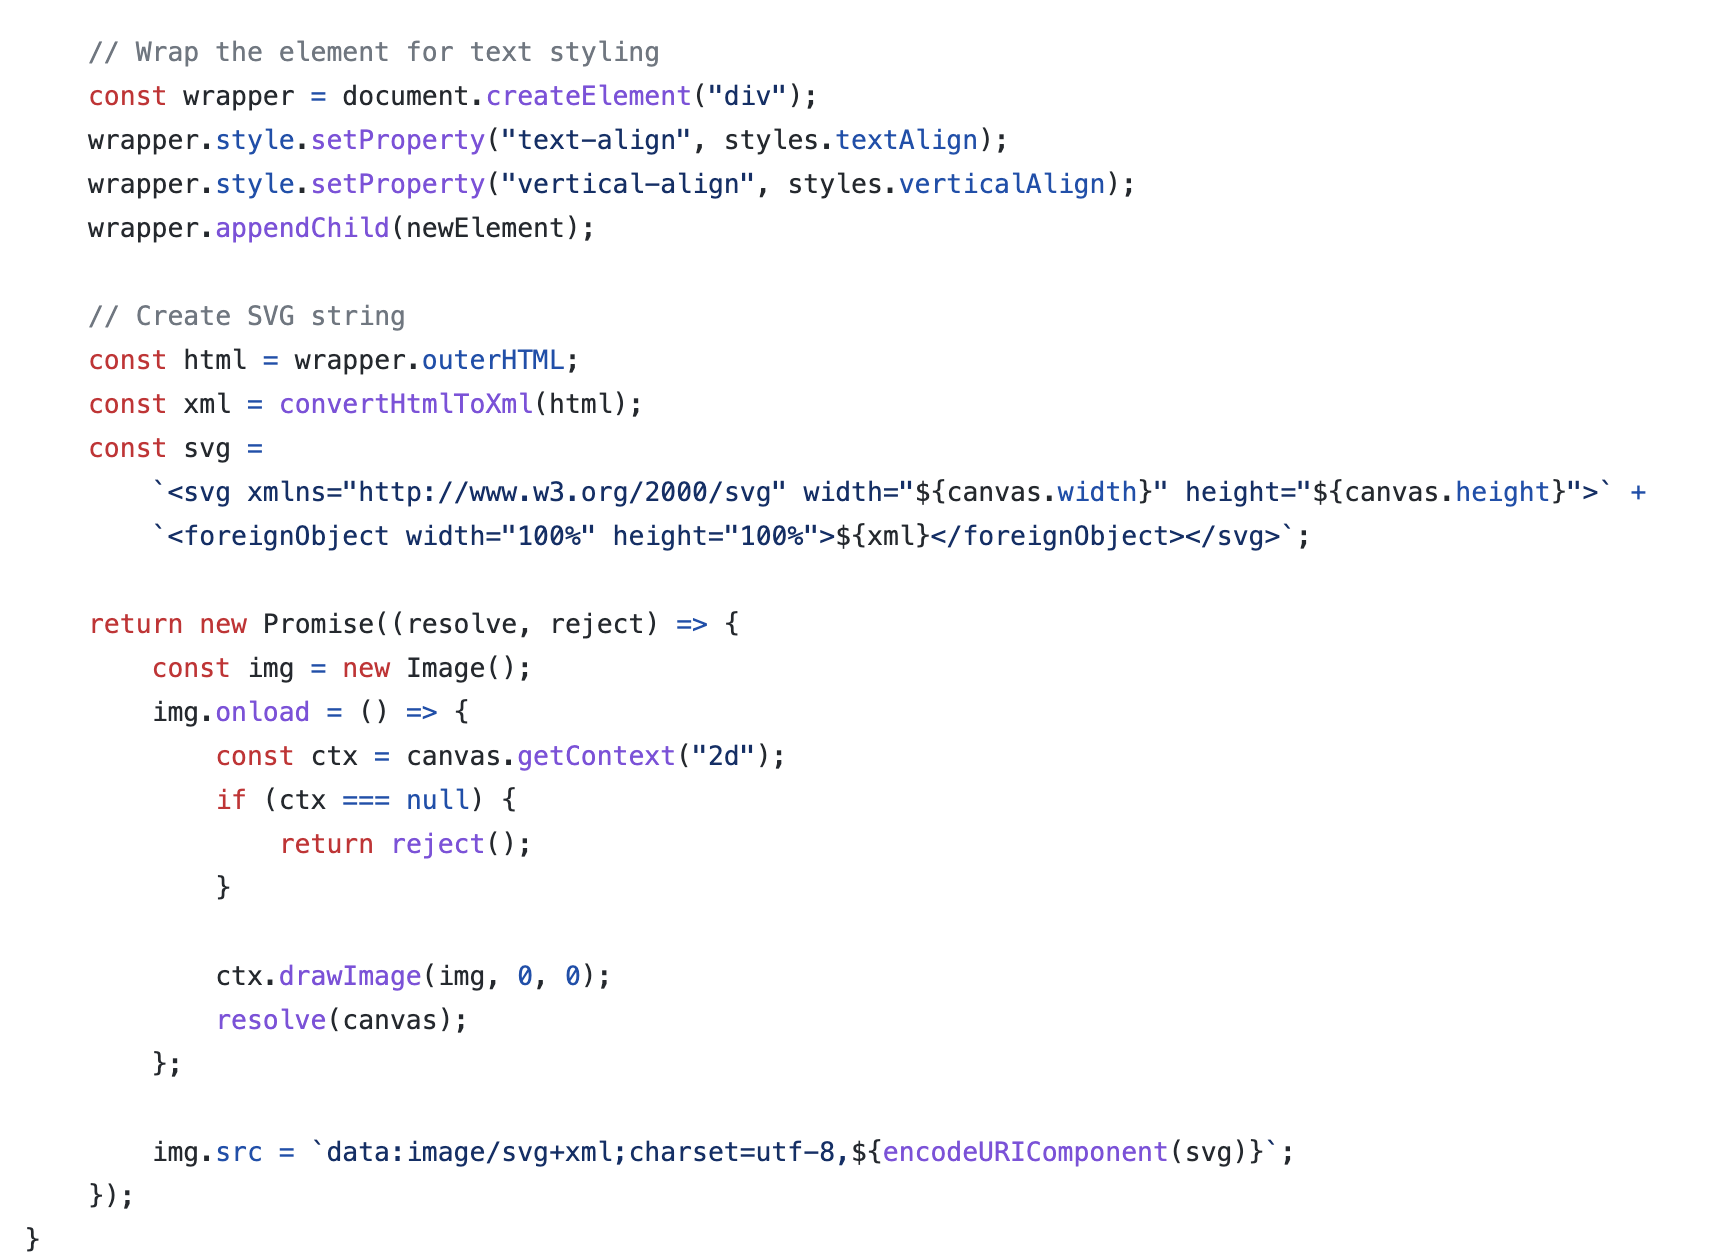 // Wrap the element for text styling
const wrapper = document.createElement("div");
wrapper.style.setProperty("text-align", styles.textAlign);
wrapper.style.setProperty("vertical-align", styles.verticalAlign);
wrapper.appendChild(newElement);

// Create SVG string
const html = wrapper.outerHTML;
const xml = convertHtmlToXml(html);
const svg =
    `<svg xmlns="http://www.w3.org/2000/svg" width="${canvas.width}" height="${canvas.height}">` +
    `<foreignObject width="100%" height="100%">${xml}</foreignObject></svg>`;

return new Promise((resolve, reject) => {
    const img = new Image();
    img.onload = () => {
        const ctx = canvas.getContext("2d");
        if (ctx === null) {
            return reject();
        }

        ctx.drawImage(img, 0, 0);
        resolve(canvas);
    };

    img.src = `data:image/svg+xml;charset=utf-8,${encodeURIComponent(svg)}`;
});
}